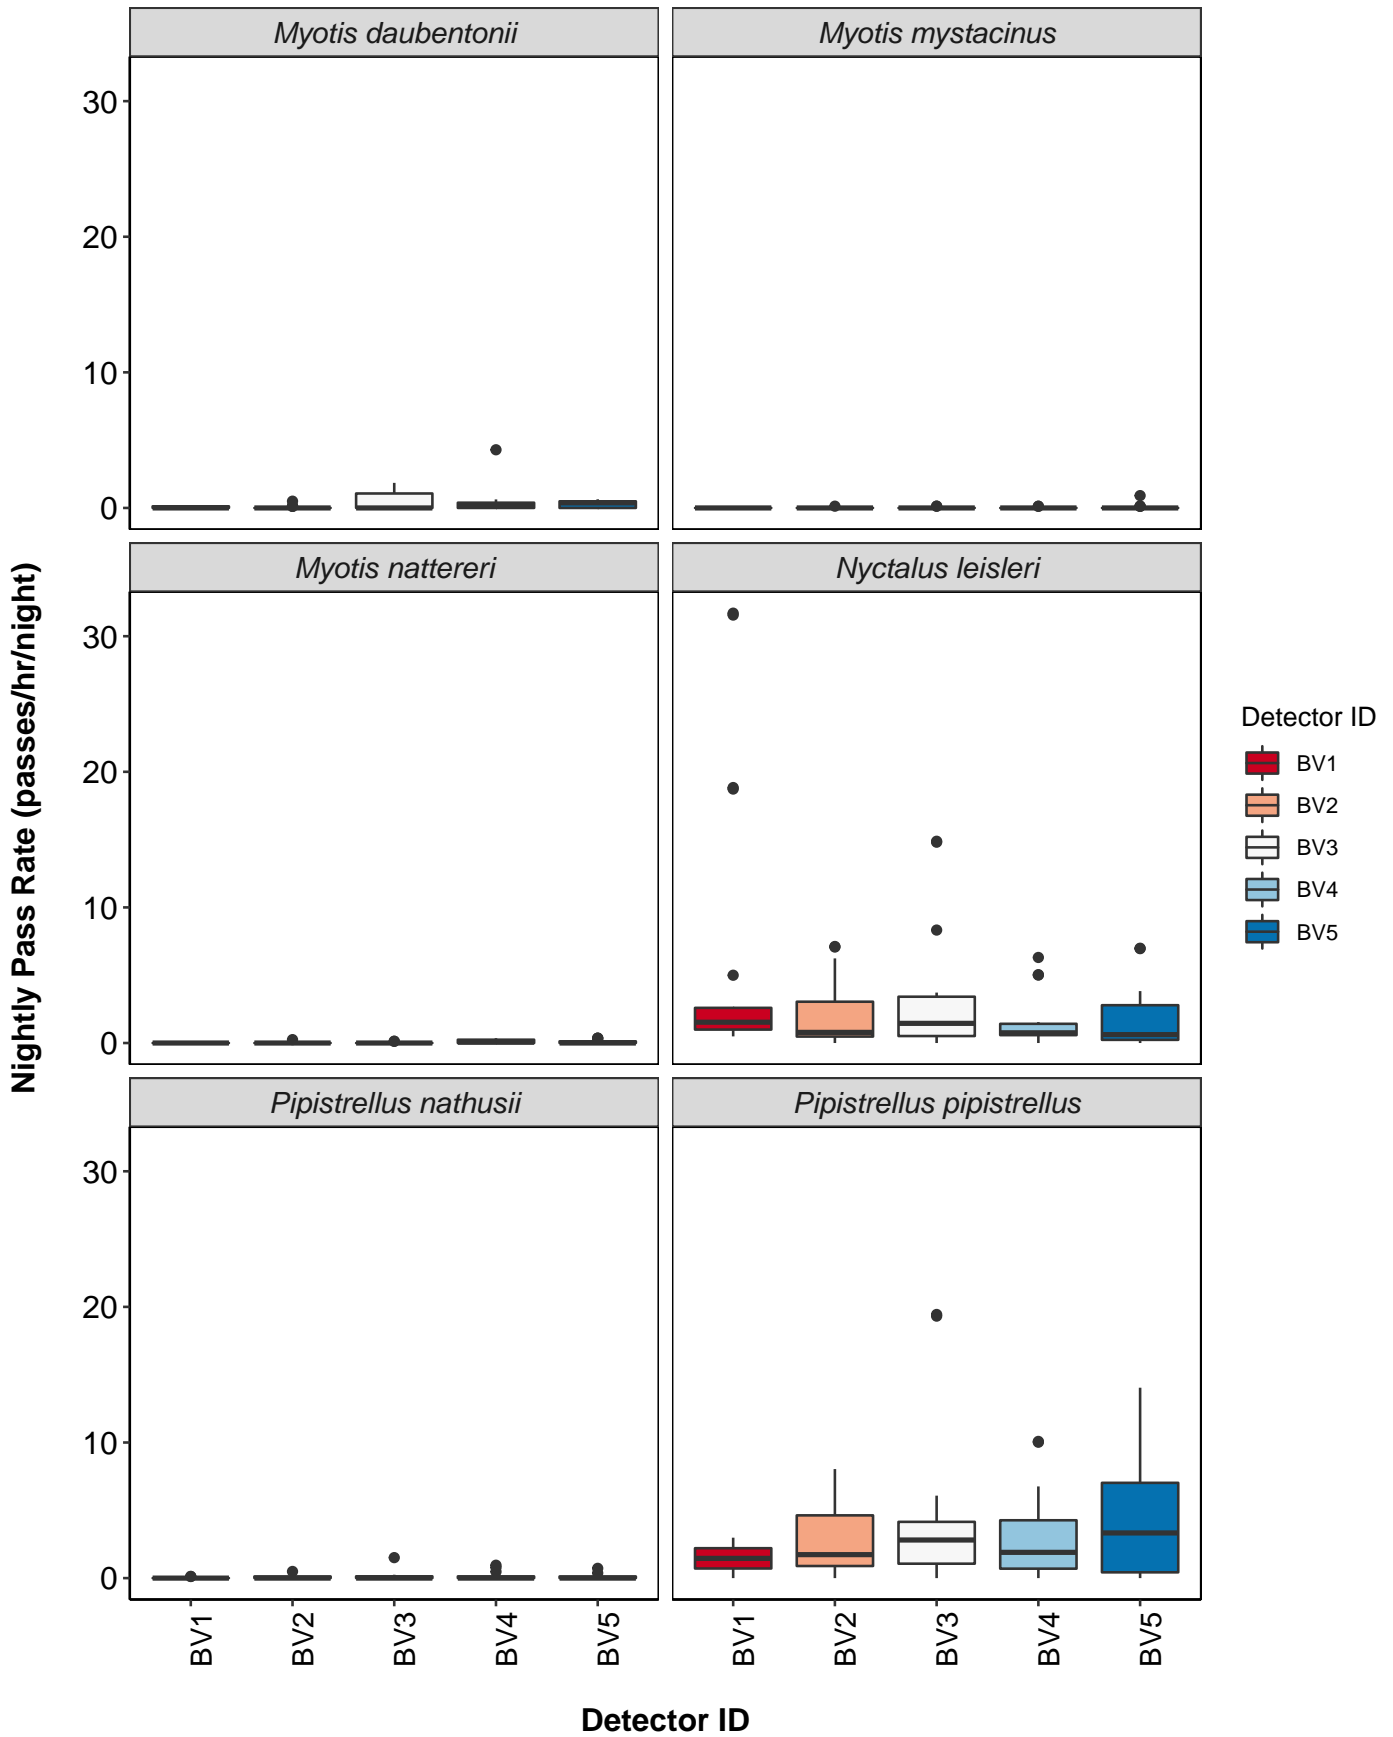 Myotis daubentonii
Myotis mystacinus
30
20
10
0
Myotis nattereri
Nyctalus leisleri
30
20
10
0
Pipistrellus nathusii
Pipistrellus pipistrellus
30
20
10
0
BV1
BV2
BV3
BV4
BV5
BV1
BV2
BV3
BV4
BV5
Detector ID
Nightly Pass Rate (passes/hr/night)
Detector ID
BV1
BV2
BV3
BV4
BV5